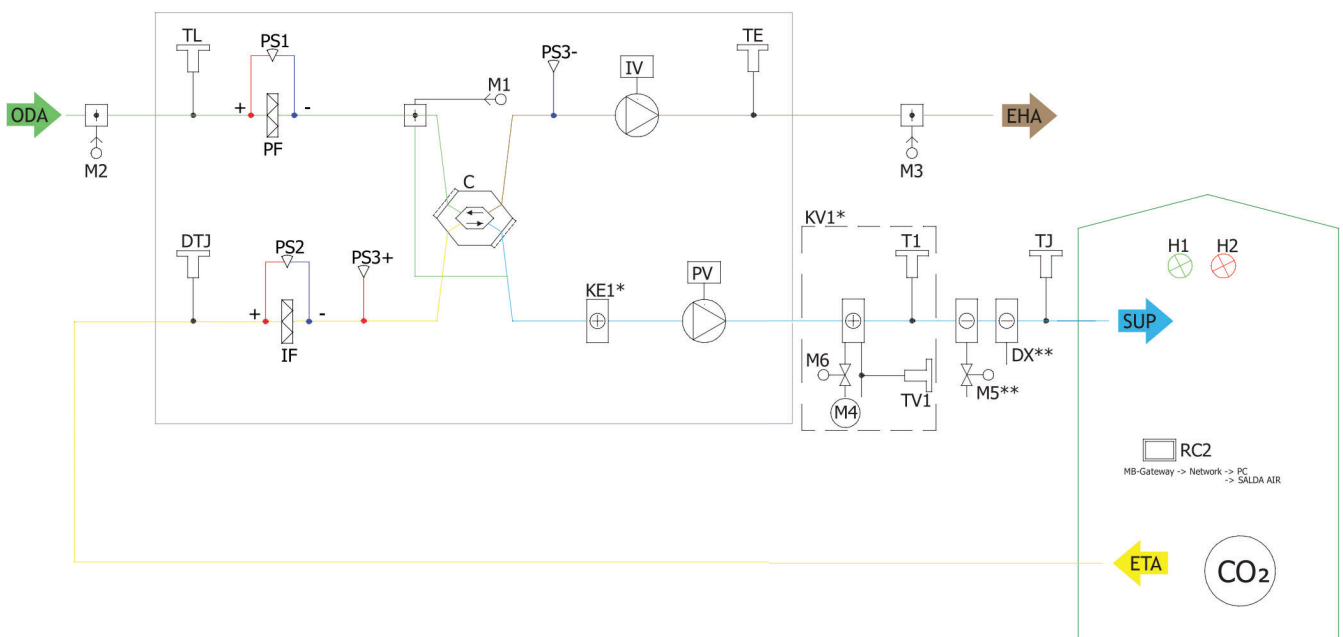 TL
PS1
PS3-
IV
TE
M1
ODA
+
-
EHA
PF
M2
M3
C
KV1*
DTJ
PS2
PS3+
PV
T1
TJ
H1
H2
KE1*
+
-
SUP
IF
DX**
M6
M5**
TV1
M4
RC2
MB-Gateway -> Network -> PC
-> SALDA AIR
ETA
CO₂